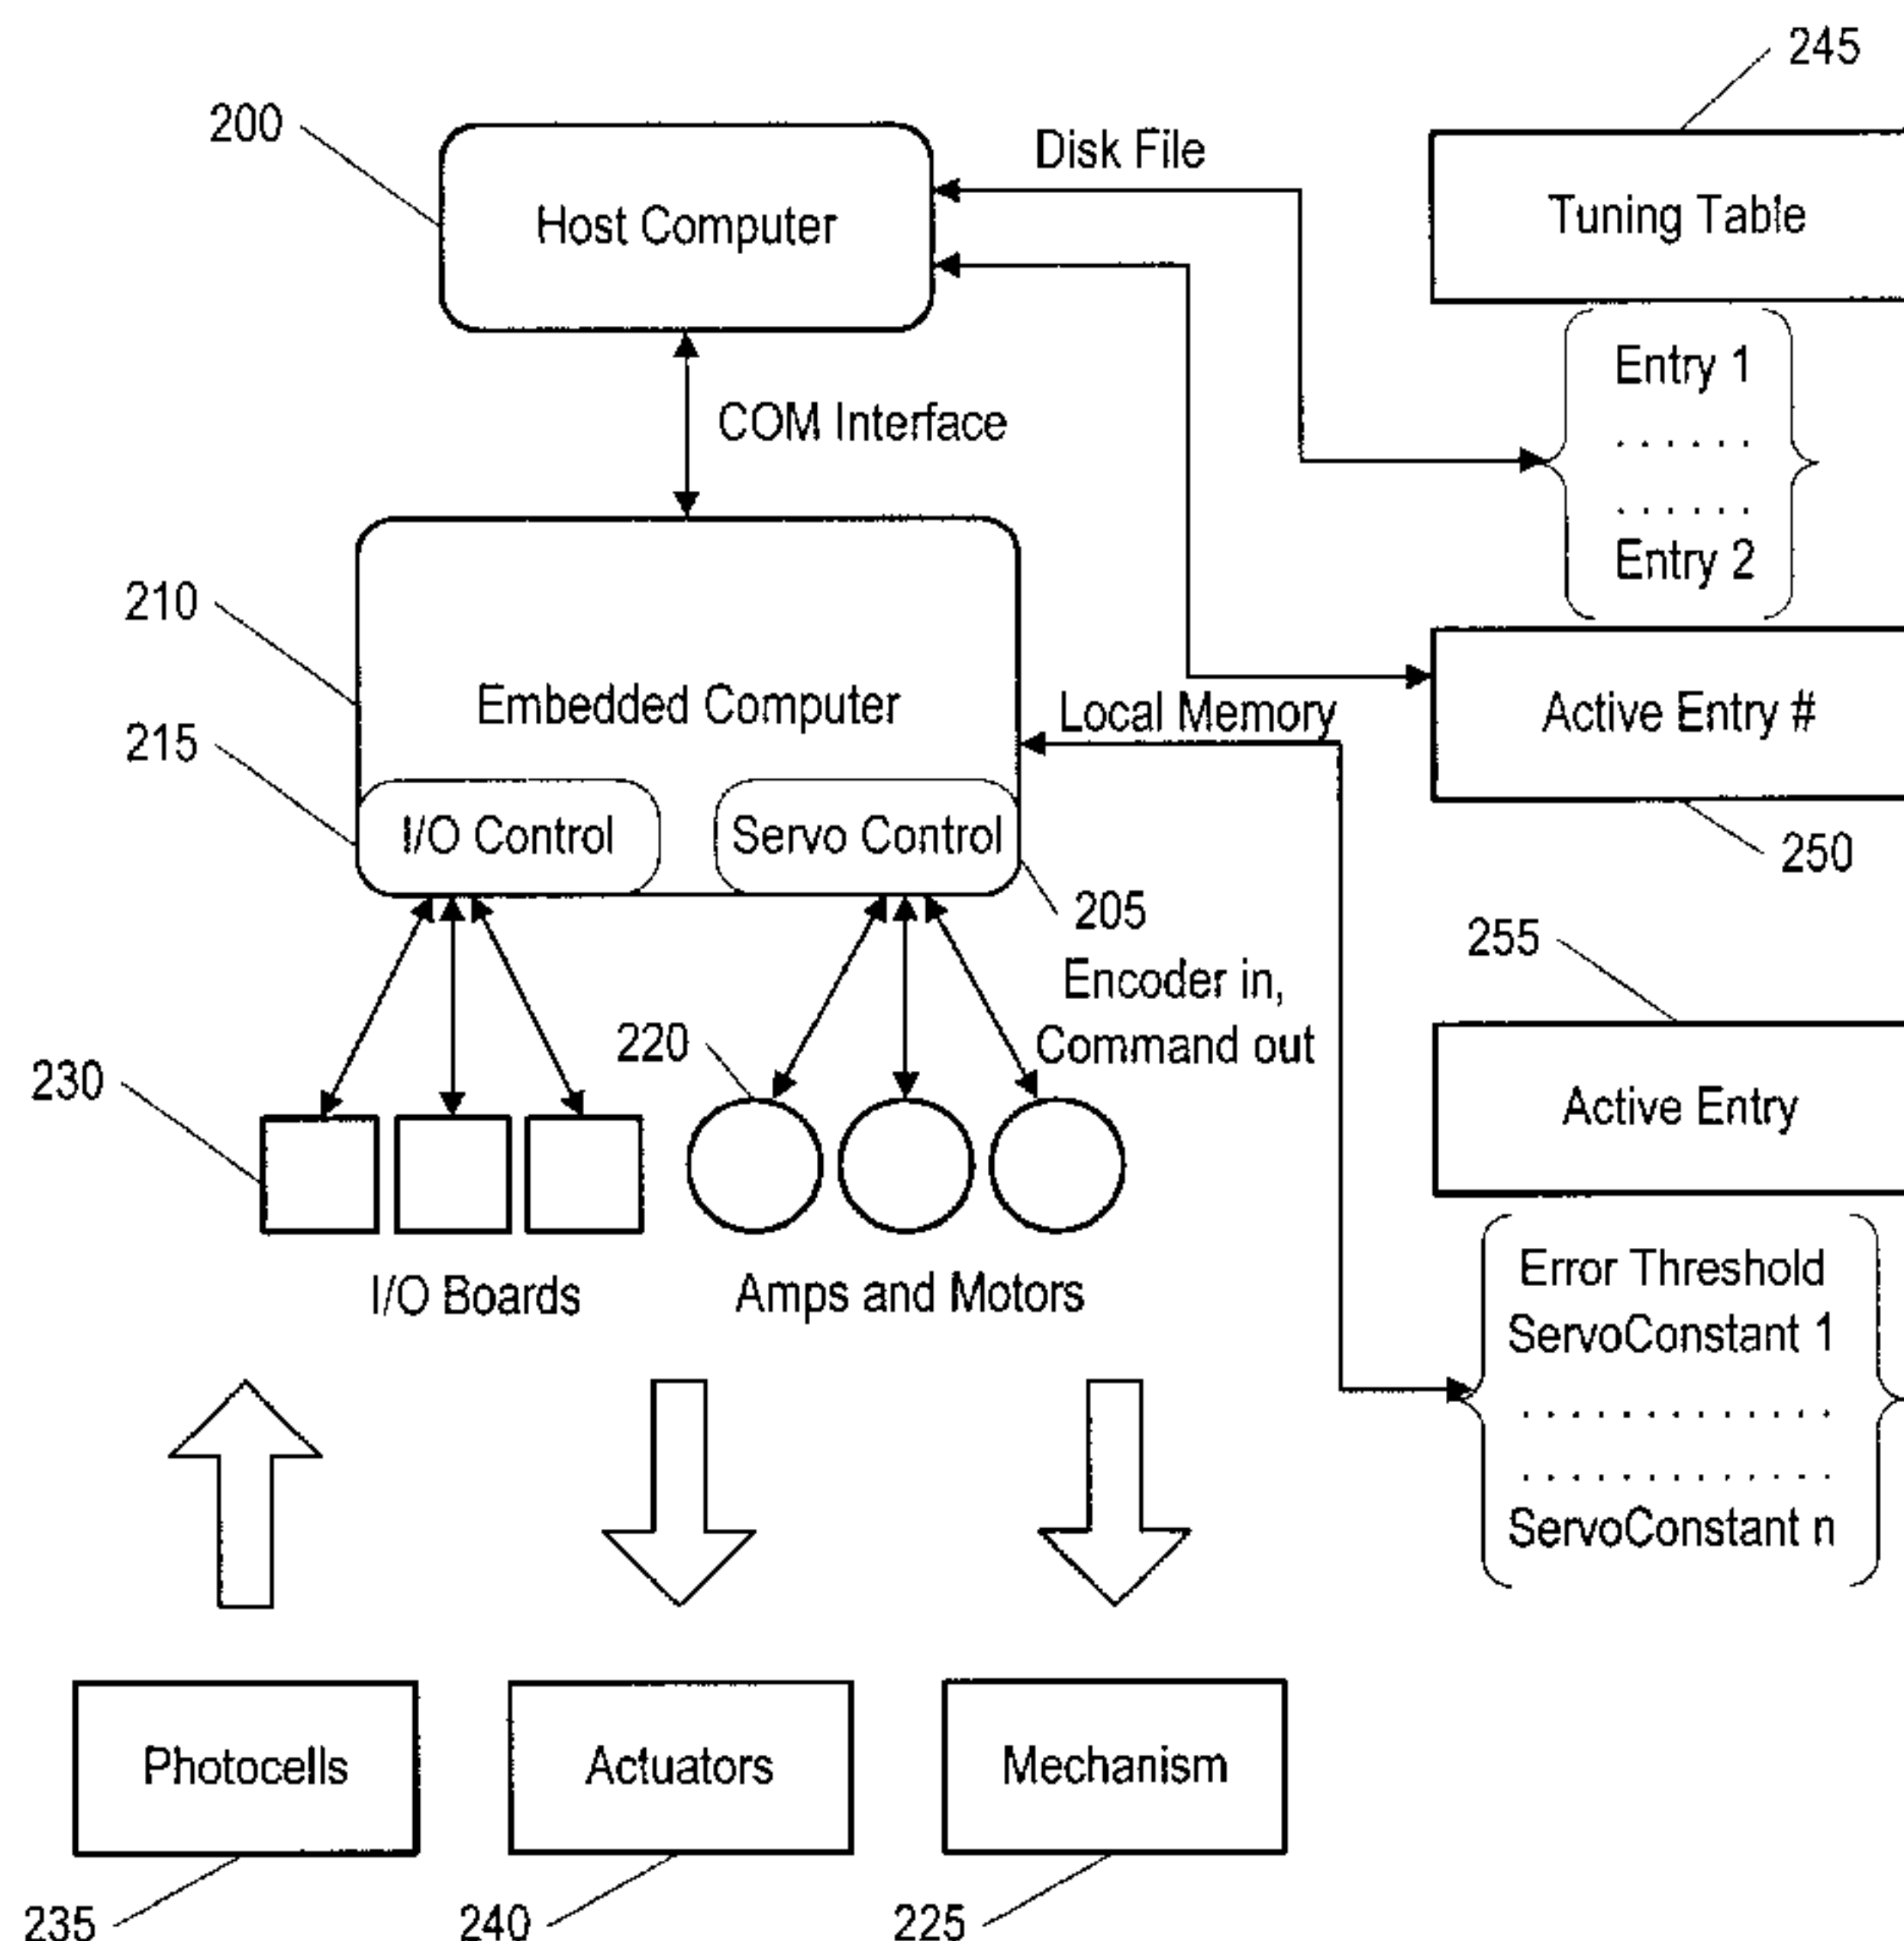 245
200
Disk File
Host Computer
Tuning Table
Entry 1
. . . . . .
. . . . . .
Entry 2
COM Interface
210
Embedded Computer
Local Memory
Active Entry #
215
I/O Control
Servo Control
250
205
255
Encoder in,
Command out
220
230
Active Entry
I/O Boards
Amps and Motors
Error Threshold
ServoConstant 1
. . . . . . . . . . . . .
. . . . . . . . . . . . .
ServoConstant n
Photocells
Actuators
Mechanism
235
240
225